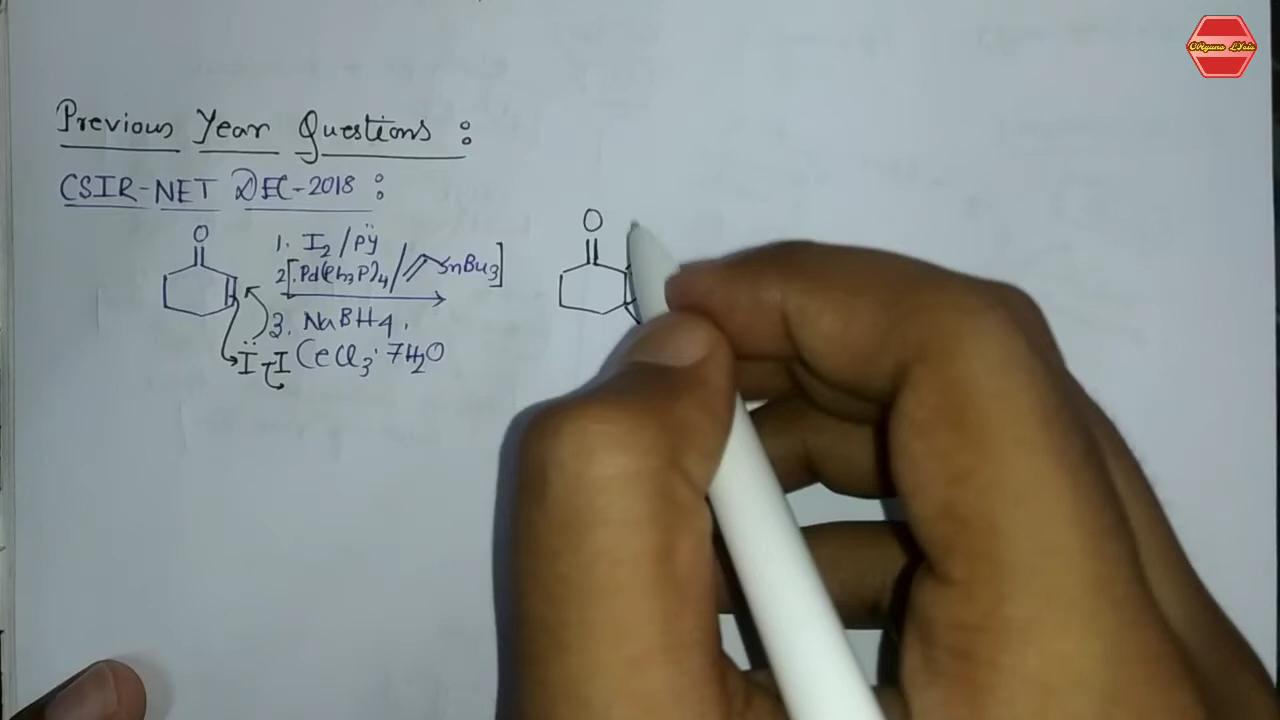 Previous Year Questions :
CSIR-NET DEC-2018 :
O
1. I2/Py
2[.Pd(Ph3P)4/ SnBu3]
3. NaBH4,
CeCl3·7H2O
I-I
O